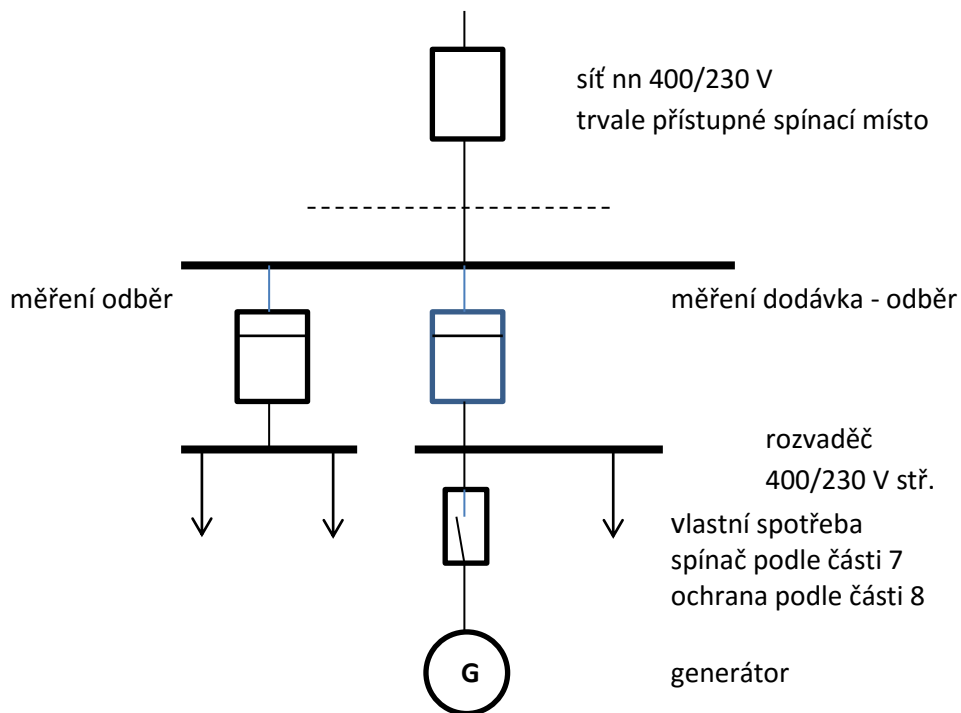 síť nn 400/230 V
trvale přístupné spínací místo
měření odběr
měření dodávka - odběr
rozvaděč
400/230 V stř.
vlastní spotřeba
spínač podle části 7
ochrana podle části 8
G
generátor